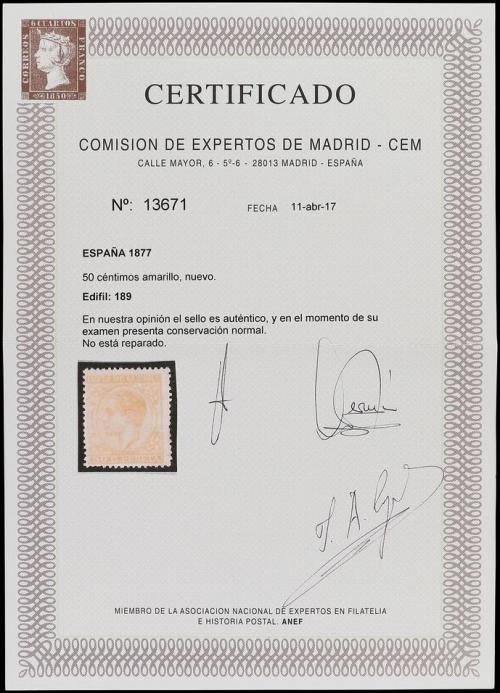 6 CUARTOS 6
CORREOS
FRANCO
1850
CERTIFICADO
COMISION DE EXPERTOS DE MADRID - CEM
CALLE MAYOR, 6 - 5º-6 - 28013 MADRID - ESPAÑA
Nº: 13671 FECHA 11-abr-17
ESPAÑA 1877
50 céntimos amarillo, nuevo.
Edifil: 189
En nuestra opinión el sello es auténtico, y en el momento de su
examen presenta conservación normal.
No está reparado.
MIEMBRO DE LA ASOCIACION NACIONAL DE EXPERTOS EN FILATELIA
E HISTORIA POSTAL. ANEF